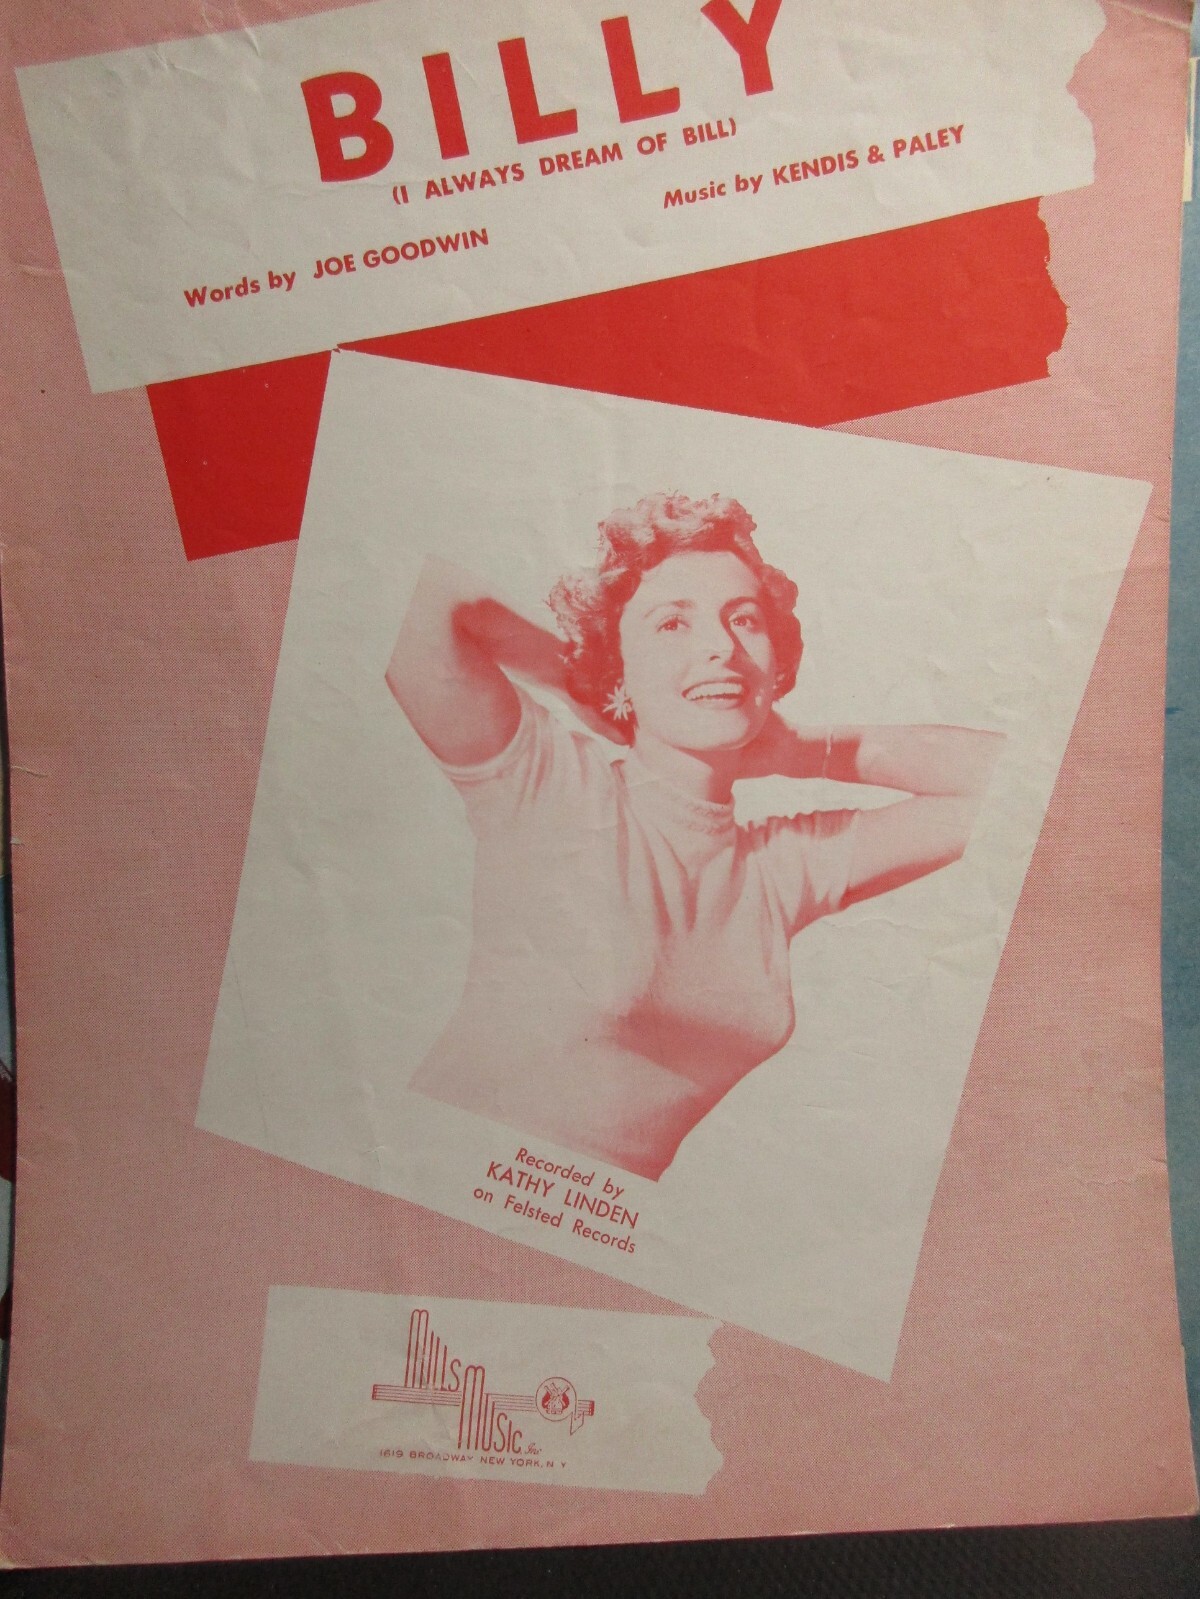 BILLY
(I ALWAYS DREAM OF BILL)
Words by JOE GOODWIN
Music by KENDIS & PALEY
Recorded by
KATHY LINDEN
on Felsted Records
MILLS
MUSIC, Inc
1619 BROADWAY NEW YORK, N Y